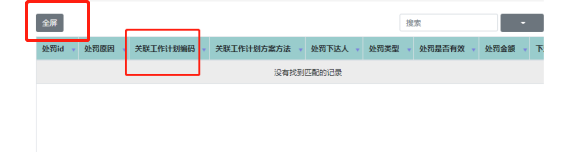 全屏 搜索
处罚id 处罚原因 关联工作计划编码 关联工作计划方案方法 处罚下达人 处罚类型 处罚是否有效 处罚金额 下
没有找到匹配的记录